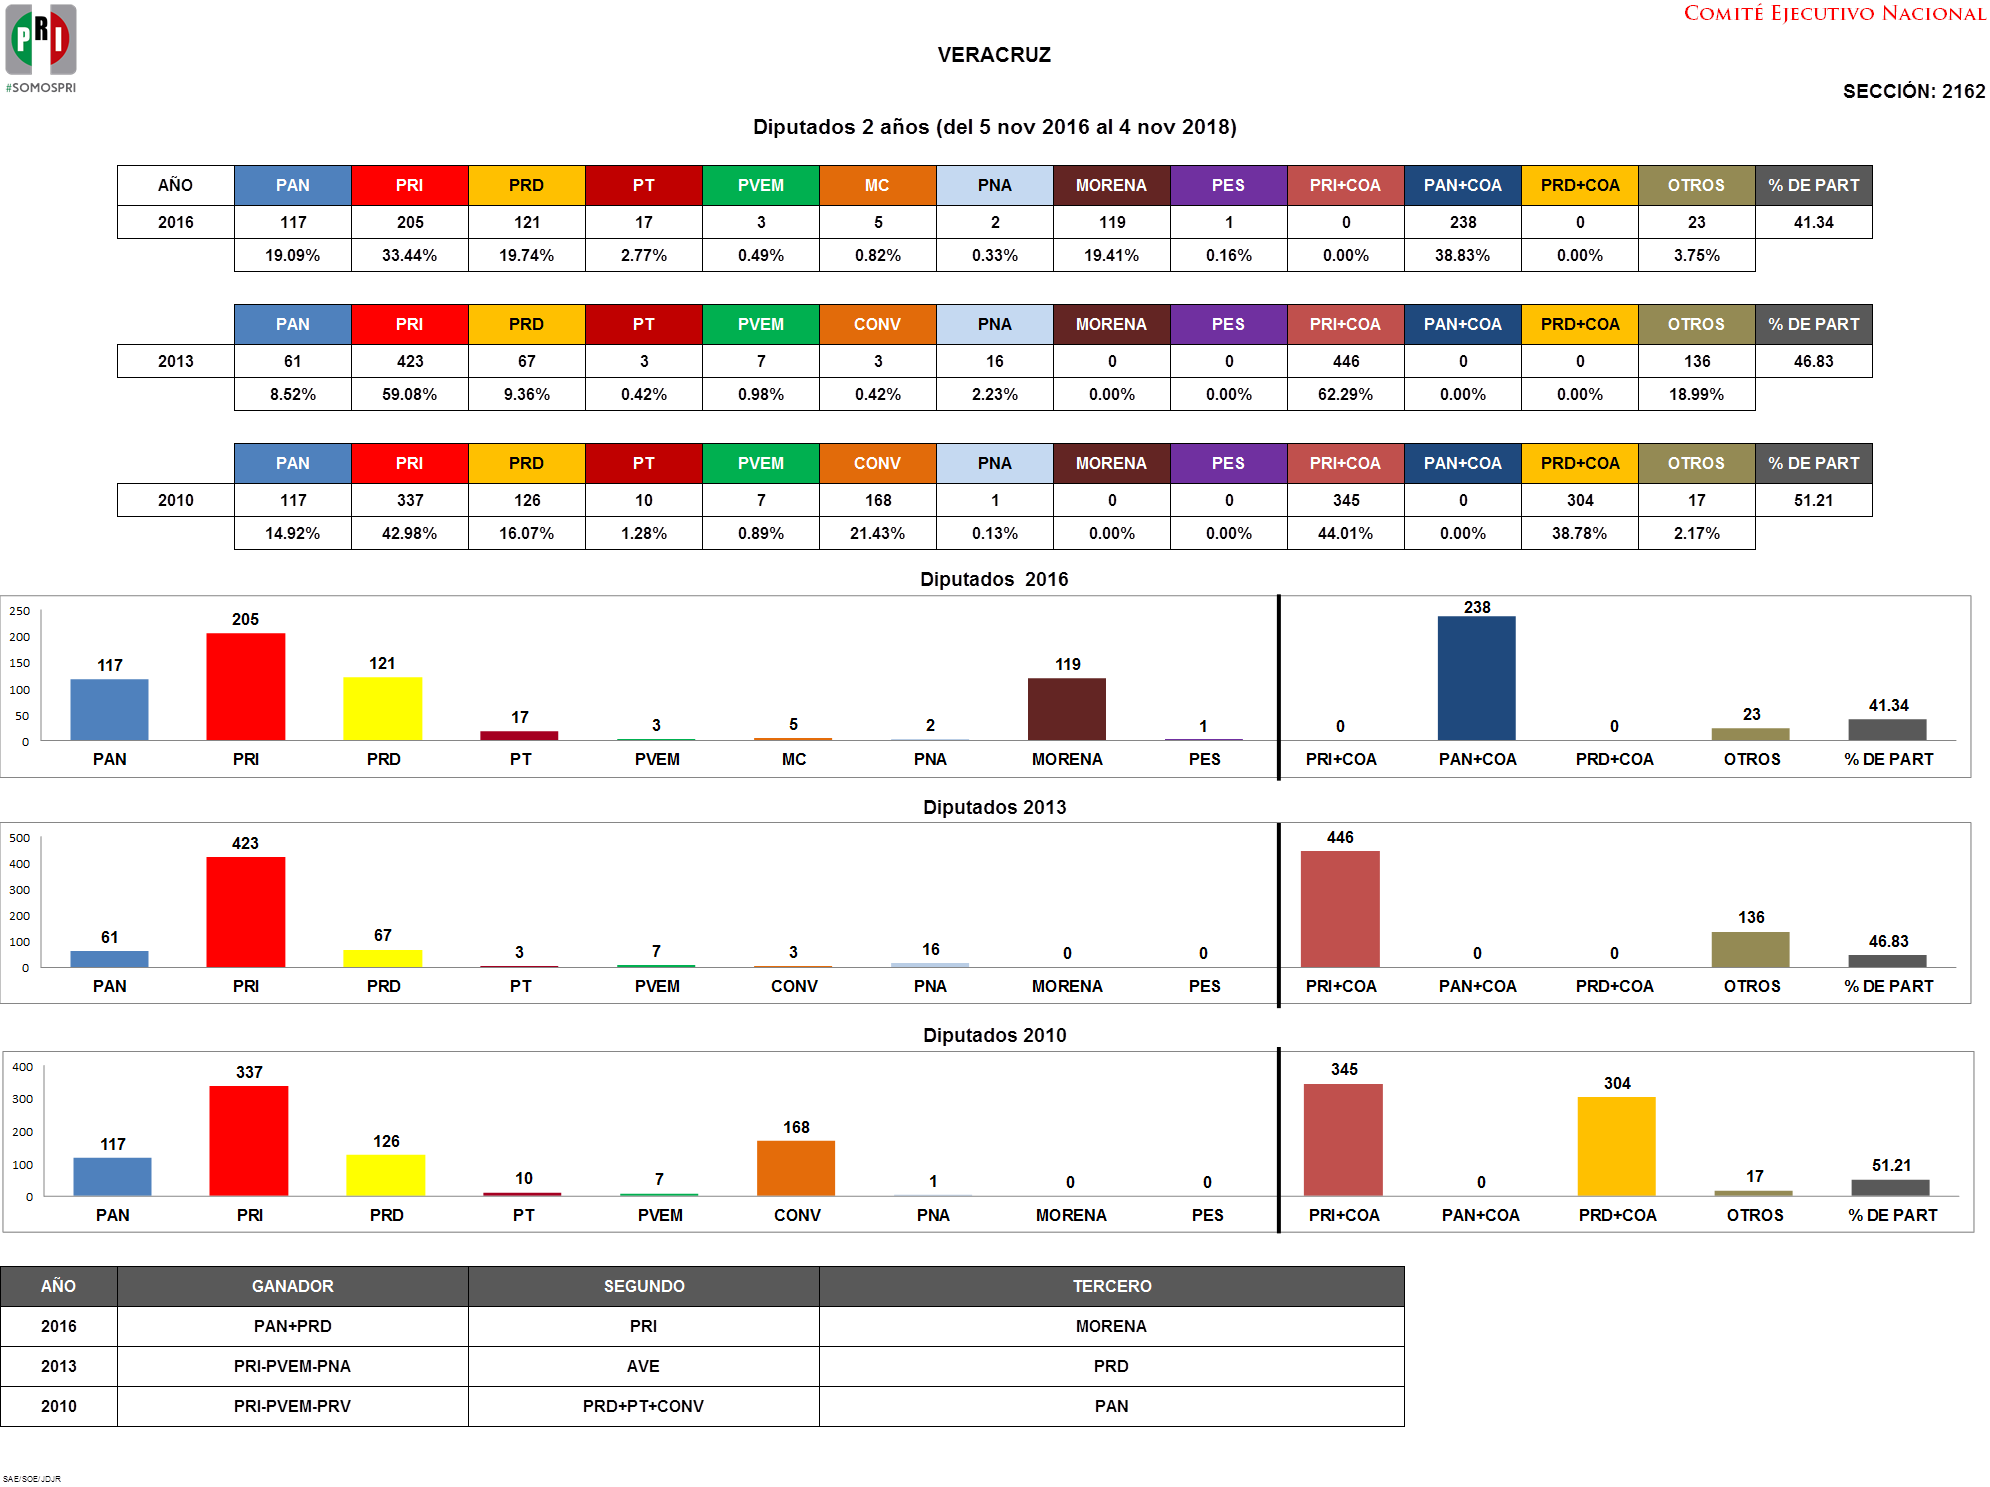 PRI
#SOMOSPRI
COMITÉ EJECUTIVO NACIONAL
VERACRUZ
SECCIÓN: 2162
Diputados 2 años (del 5 nov 2016 al 4 nov 2018)
AÑO PAN PRI PRD PT PVEM MC PNA MORENA PES PRI+COA PAN+COA PRD+COA OTROS % DE PART
2016 117 205 121 17 3 5 2 119 1 0 238 0 23 41.34
19.09% 33.44% 19.74% 2.77% 0.49% 0.82% 0.33% 19.41% 0.16% 0.00% 38.83% 0.00% 3.75%
PAN PRI PRD PT PVEM CONV PNA MORENA PES PRI+COA PAN+COA PRD+COA OTROS % DE PART
2013 61 423 67 3 7 3 16 0 0 446 0 0 136 46.83
8.52% 59.08% 9.36% 0.42% 0.98% 0.42% 2.23% 0.00% 0.00% 62.29% 0.00% 0.00% 18.99%
PAN PRI PRD PT PVEM CONV PNA MORENA PES PRI+COA PAN+COA PRD+COA OTROS % DE PART
2010 117 337 126 10 7 168 1 0 0 345 0 304 17 51.21
14.92% 42.98% 16.07% 1.28% 0.89% 21.43% 0.13% 0.00% 0.00% 44.01% 0.00% 38.78% 2.17%
Diputados 2016
250
200
150
100
50
0
117 205 121 17 3 5 2 119 1 0 238 0 23 41.34
PAN PRI PRD PT PVEM MC PNA MORENA PES PRI+COA PAN+COA PRD+COA OTROS % DE PART
Diputados 2013
500
400
300
200
100
0
61 423 67 3 7 3 16 0 0 446 0 0 136 46.83
PAN PRI PRD PT PVEM CONV PNA MORENA PES PRI+COA PAN+COA PRD+COA OTROS % DE PART
Diputados 2010
400
300
200
100
0
117 337 126 10 7 168 1 0 0 345 0 304 17 51.21
PAN PRI PRD PT PVEM CONV PNA MORENA PES PRI+COA PAN+COA PRD+COA OTROS % DE PART
AÑO GANADOR SEGUNDO TERCERO
2016 PAN+PRD PRI MORENA
2013 PRI-PVEM-PNA AVE PRD
2010 PRI-PVEM-PRV PRD+PT+CONV PAN
SAE/SOE/JDJR